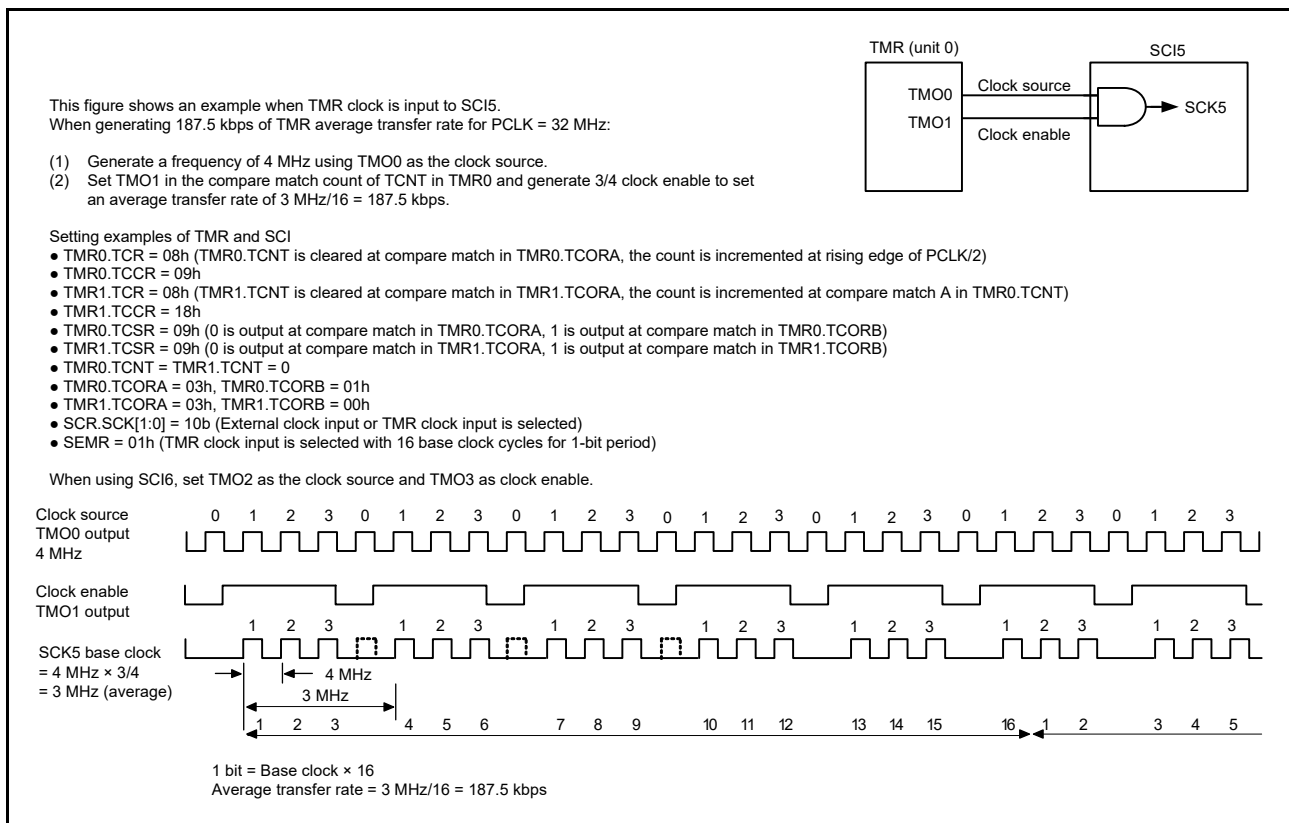 TMR (unit 0)
SCI5
TMO0
Clock source
SCK5
TMO1
Clock enable
This figure shows an example when TMR clock is input to SCI5.
When generating 187.5 kbps of TMR average transfer rate for PCLK = 32 MHz:
(1) Generate a frequency of 4 MHz using TMO0 as the clock source.
(2) Set TMO1 in the compare match count of TCNT in TMR0 and generate 3/4 clock enable to set
an average transfer rate of 3 MHz/16 = 187.5 kbps.
Setting examples of TMR and SCI
● TMR0.TCR = 08h (TMR0.TCNT is cleared at compare match in TMR0.TCORA, the count is incremented at rising edge of PCLK/2)
● TMR0.TCCR = 09h
● TMR1.TCR = 08h (TMR1.TCNT is cleared at compare match in TMR1.TCORA, the count is incremented at compare match A in TMR0.TCNT)
● TMR1.TCCR = 18h
● TMR0.TCSR = 09h (0 is output at compare match in TMR0.TCORA, 1 is output at compare match in TMR0.TCORB)
● TMR1.TCSR = 09h (0 is output at compare match in TMR1.TCORA, 1 is output at compare match in TMR1.TCORB)
● TMR0.TCNT = TMR1.TCNT = 0
● TMR0.TCORA = 03h, TMR0.TCORB = 01h
● TMR1.TCORA = 03h, TMR1.TCORB = 00h
● SCR.SCK[1:0] = 10b (External clock input or TMR clock input is selected)
● SEMR = 01h (TMR clock input is selected with 16 base clock cycles for 1-bit period)
When using SCI6, set TMO2 as the clock source and TMO3 as clock enable.
Clock source
TMO0 output
4 MHz
0 1 2 3 0 1 2 3 0 1 2 3 0 1 2 3 0 1 2 3 0 1 2 3 0 1 2 3
Clock enable
TMO1 output
1 2 3 1 2 3 1 2 3 1 2 3 1 2 3 1 2 3 1 2 3
SCK5 base clock
= 4 MHz × 3/4
= 3 MHz (average)
4 MHz
3 MHz
1 2 3 4 5 6 7 8 9 10 11 12 13 14 15 16 1 2 3 4 5
1 bit = Base clock × 16
Average transfer rate = 3 MHz/16 = 187.5 kbps